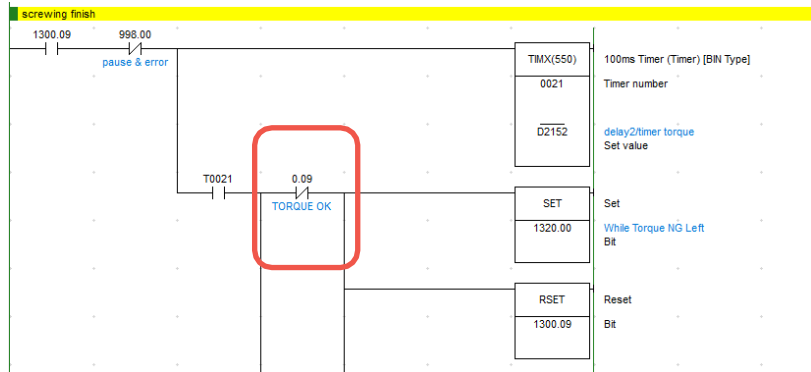 screwing finish
1300.09
998.00
pause & error
TIMX(550)
100ms Timer (Timer) [BIN Type]
0021
Timer number
D2152
delay2/timer torque
Set value
T0021
0.09
TORQUE OK
SET
Set
1320.00
While Torque NG Left
Bit
RSET
Reset
1300.09
Bit